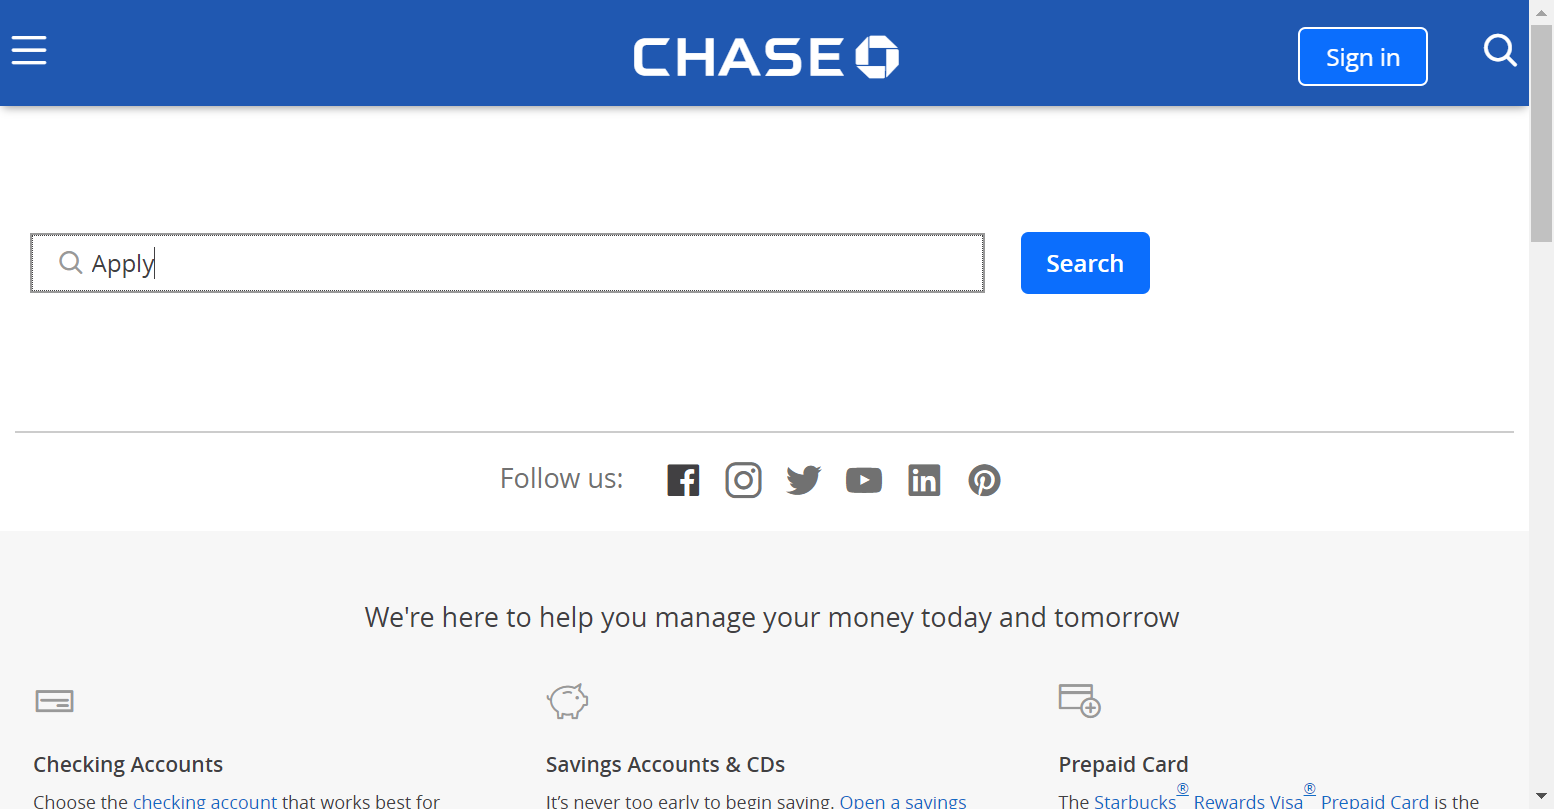 CHASE
Sign in
Apply
Search
Follow us:
We're here to help you manage your money today and tomorrow
Checking Accounts
Choose the checking account that works best for
Savings Accounts & CDs
It’s never too early to begin saving. Open a savings
Prepaid Card
The Starbucks® Rewards Visa® Prepaid Card is the